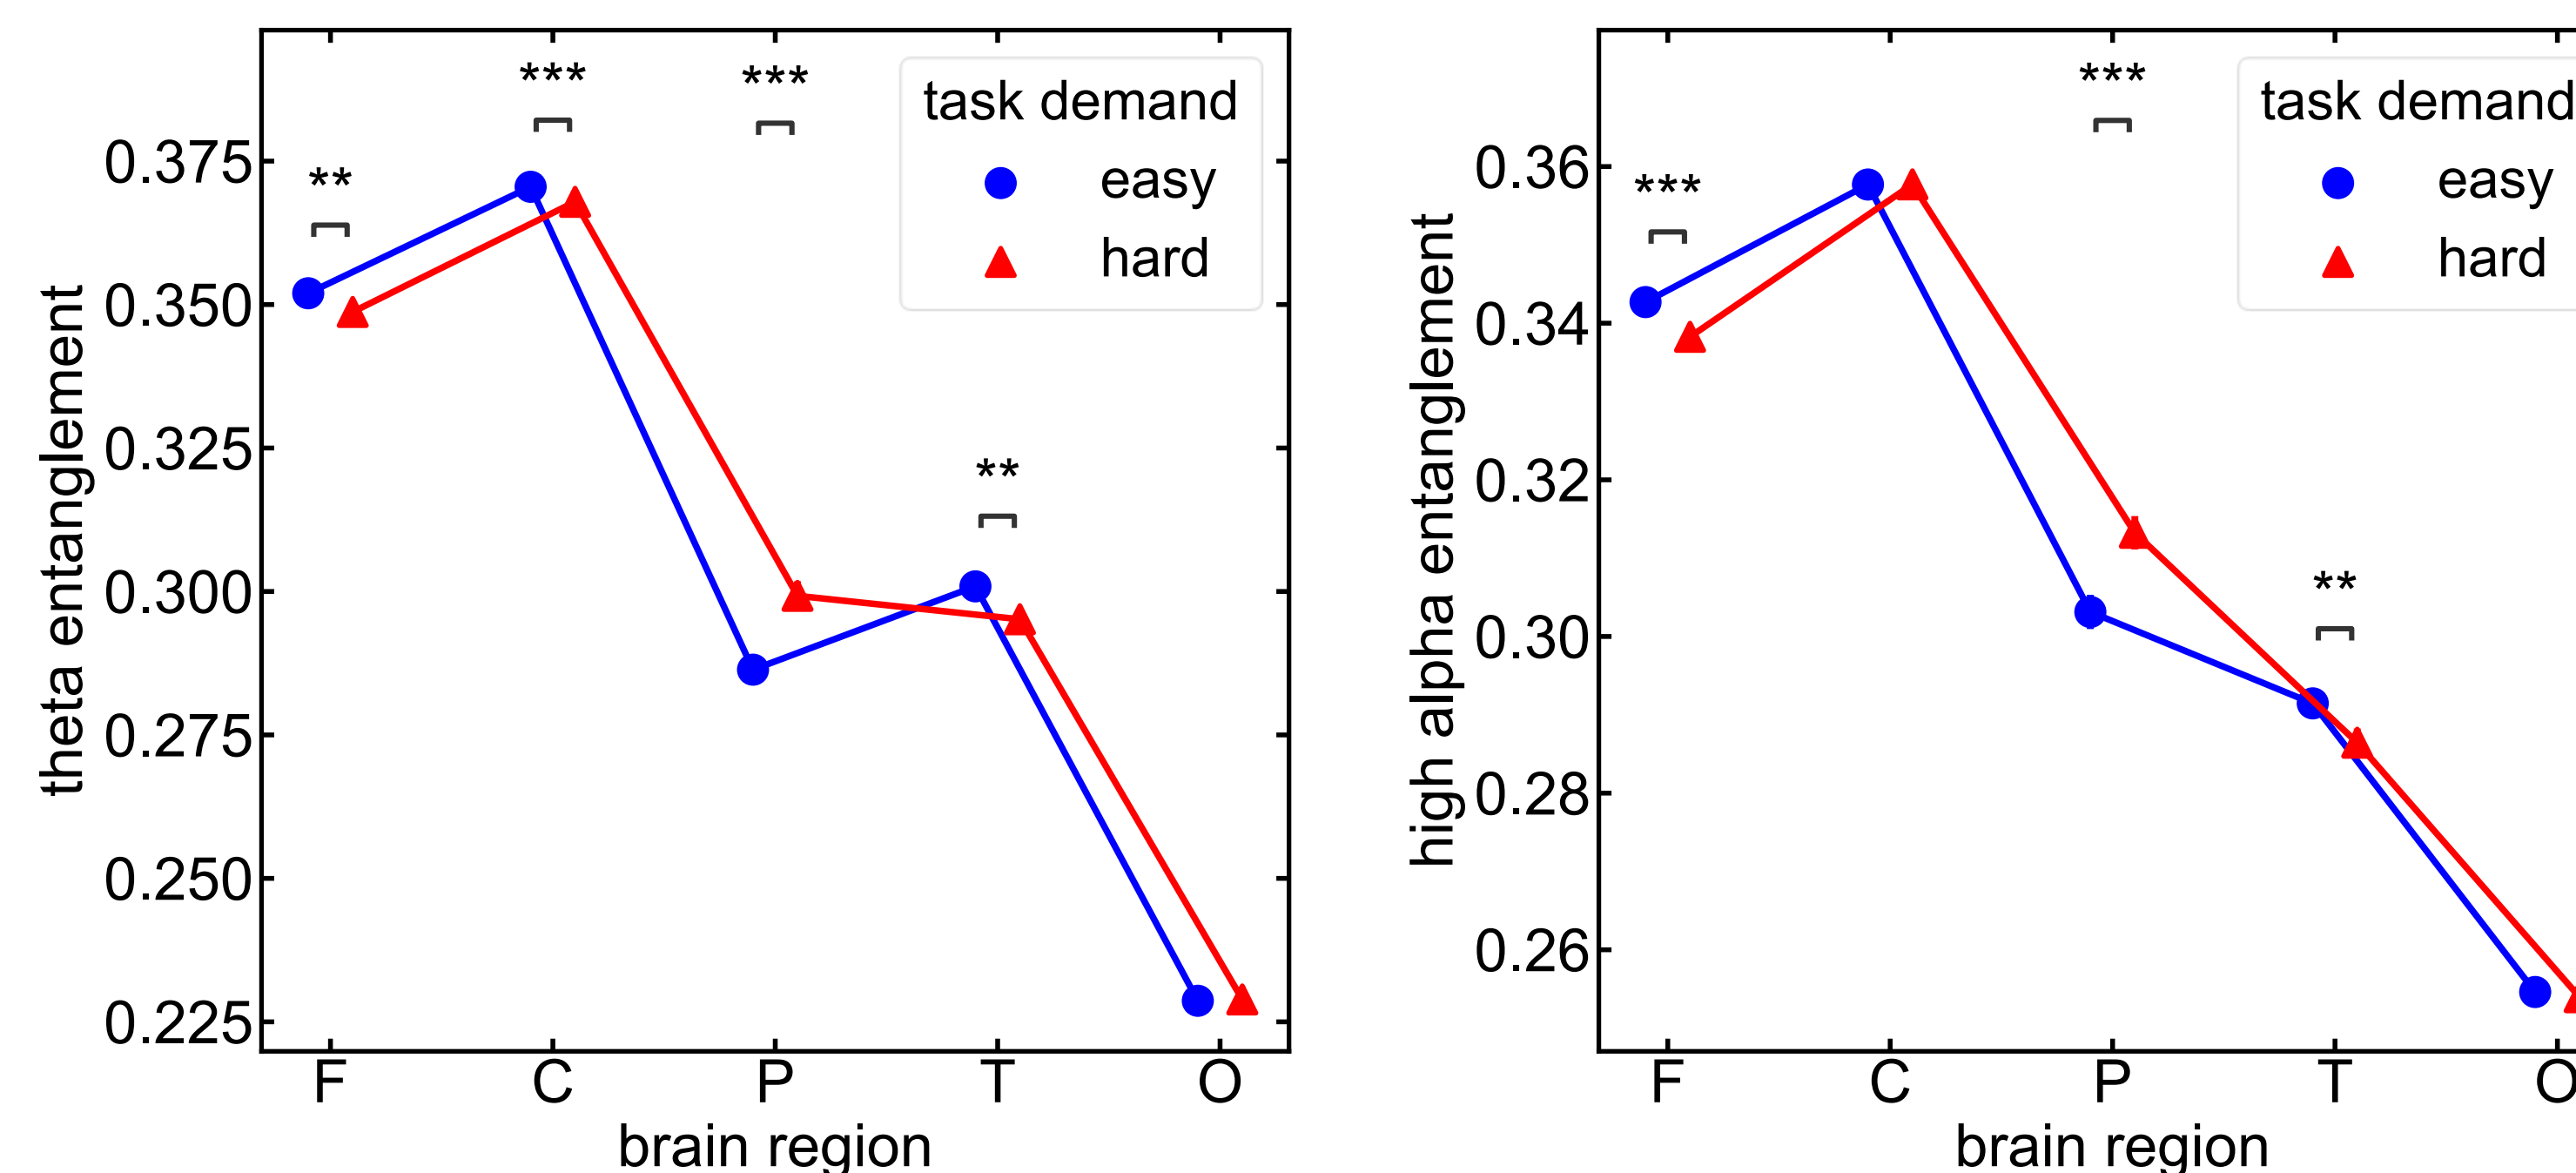 theta entanglement
0.375
0.350
0.325
0.300
0.275
0.250
0.225
**
***
***
**
task demand
easy
hard
F C P T O
brain region
high alpha entanglement
0.36
0.34
0.32
0.30
0.28
0.26
***
***
**
task demand
easy
hard
F C P T O
brain region